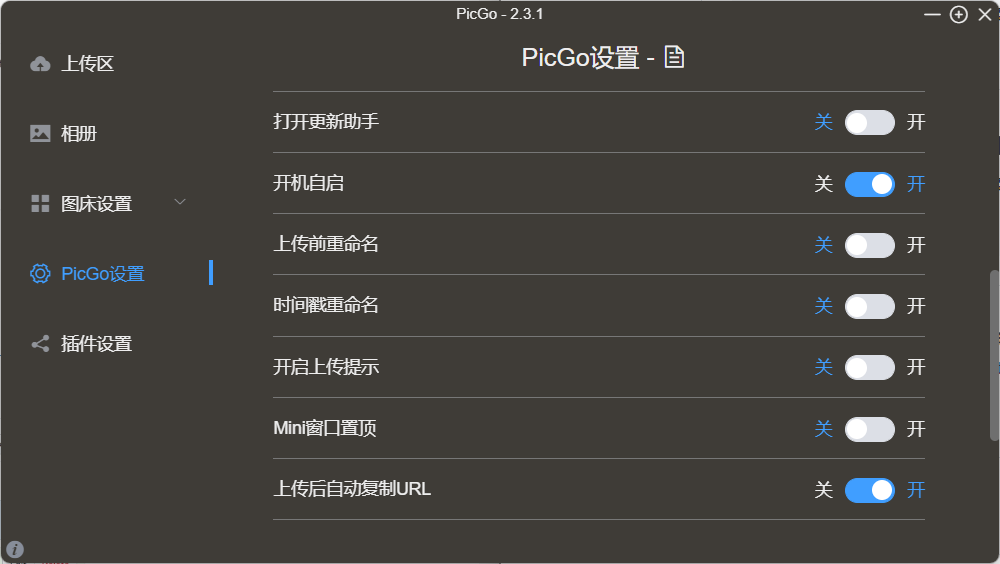 PicGo - 2.3.1
上传区
相册
图床设置
PicGo设置
插件设置
PicGo设置 -
打开更新助手 关 开
开机自启 关 开
上传前重命名 关 开
时间戳重命名 关 开
开启上传提示 关 开
Mini窗口置顶 关 开
上传后自动复制URL 关 开